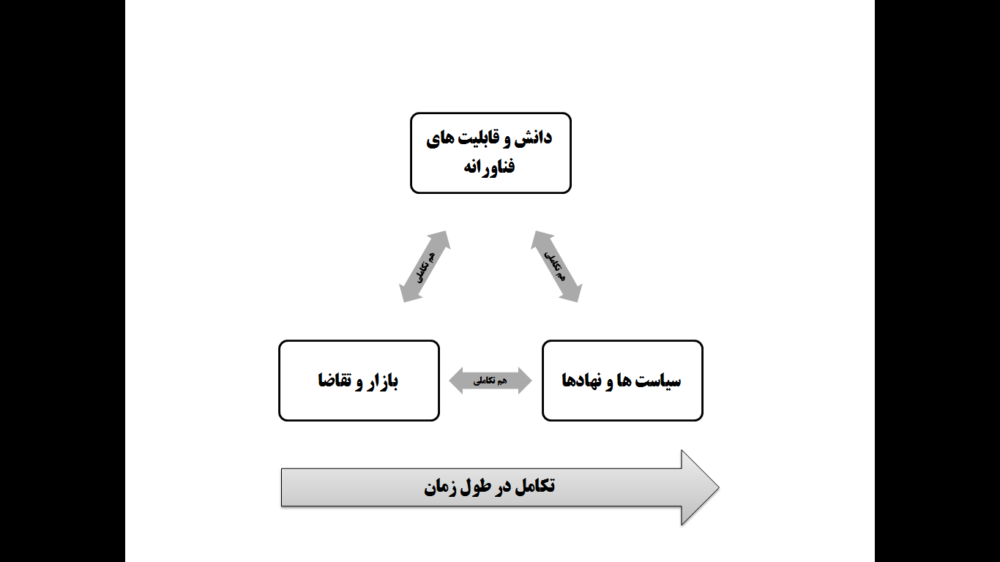 دانش و قابلیت های
فناورانه
هم تکاملی
هم تکاملی
سیاست ها و نهادها
هم تکاملی
بازار و تقاضا
تکامل در طول زمان